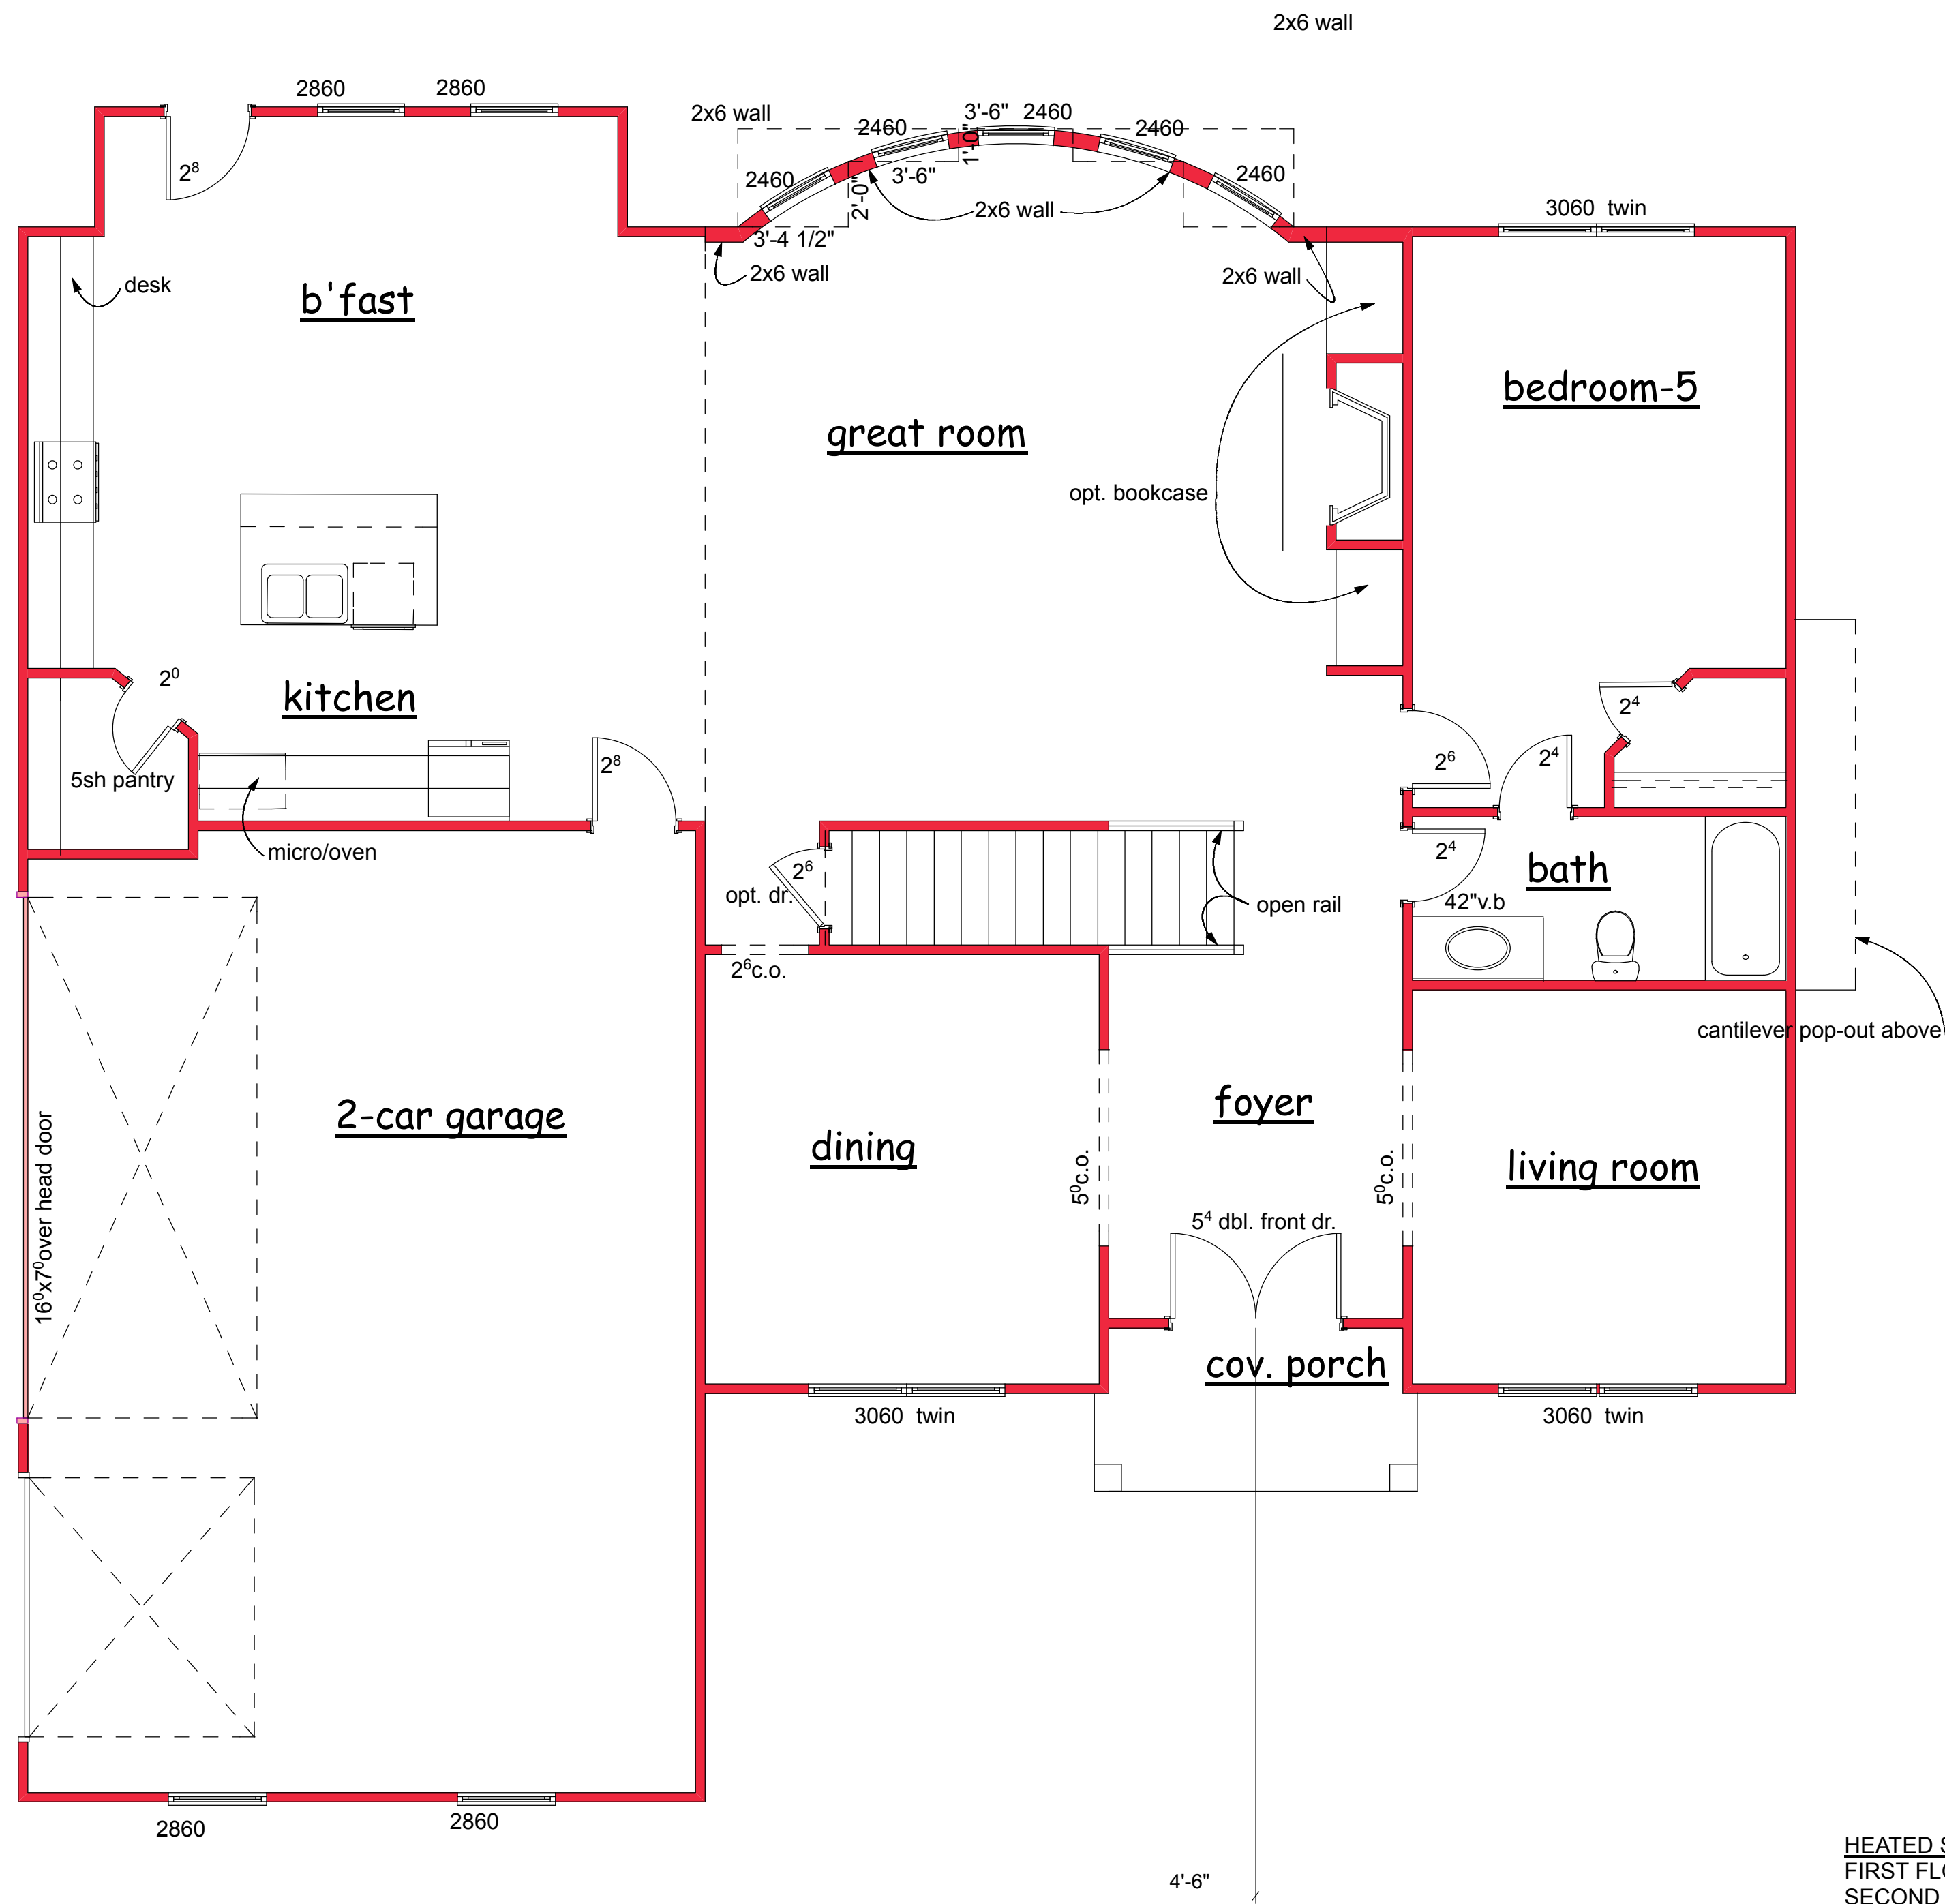 2x6 wall
2860
2860
2x6 wall
3'-6"
2460
2460
2460
1'-0"
2⁸
2460
3'-6"
2460
2'-0"
2x6 wall
3060 twin
3'-4 1/2"
2x6 wall
2x6 wall
desk
b'fast
bedroom-5
great room
opt. bookcase
2⁰
kitchen
2⁴
2⁸
2⁶
2⁴
5sh pantry
micro/oven
2⁶
opt. dr.
2⁴
bath
open rail
42"v.b
2⁶c.o.
cantilever pop-out above
2-car garage
foyer
dining
living room
16⁰x7⁰over head door
5⁰c.o.
5⁰c.o.
5⁴ dbl. front dr.
cov. porch
3060 twin
3060 twin
2860
2860
4'-6"
HEATED
FIRST
SECOND